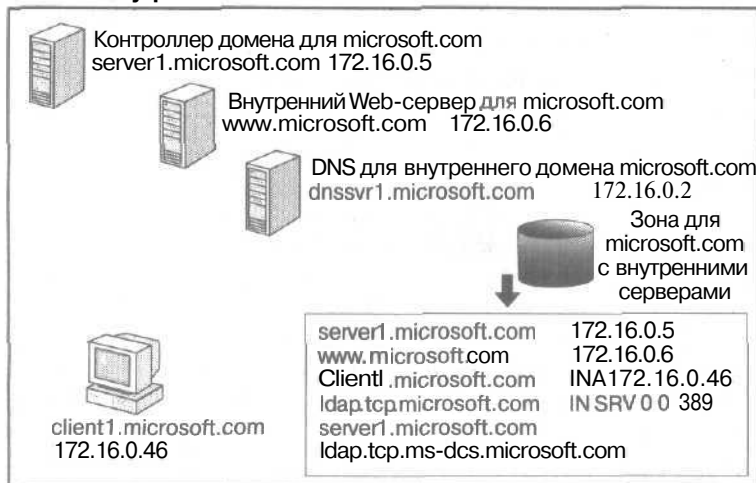 Контроллер домена для microsoft.com
server1.microsoft.com 172.16.0.5
Внутренний Web-сервер для microsoft.com
www.microsoft.com 172.16.0.6
DNS для внутреннего домена microsoft.com
dnssvr1.microsoft.com 172.16.0.2
Зона для
microsoft.com
с внутренними
серверами
server1.microsoft.com 172.16.0.5
www.microsoft.com 172.16.0.6
Clientl.microsoft.com INA172.16.0.46
ldap.tcp.microsoft.com IN SRV 0 0 389
server1.microsoft.com
ldap.tcp.ms-dcs.microsoft.com
client1.microsoft.com
172.16.0.46